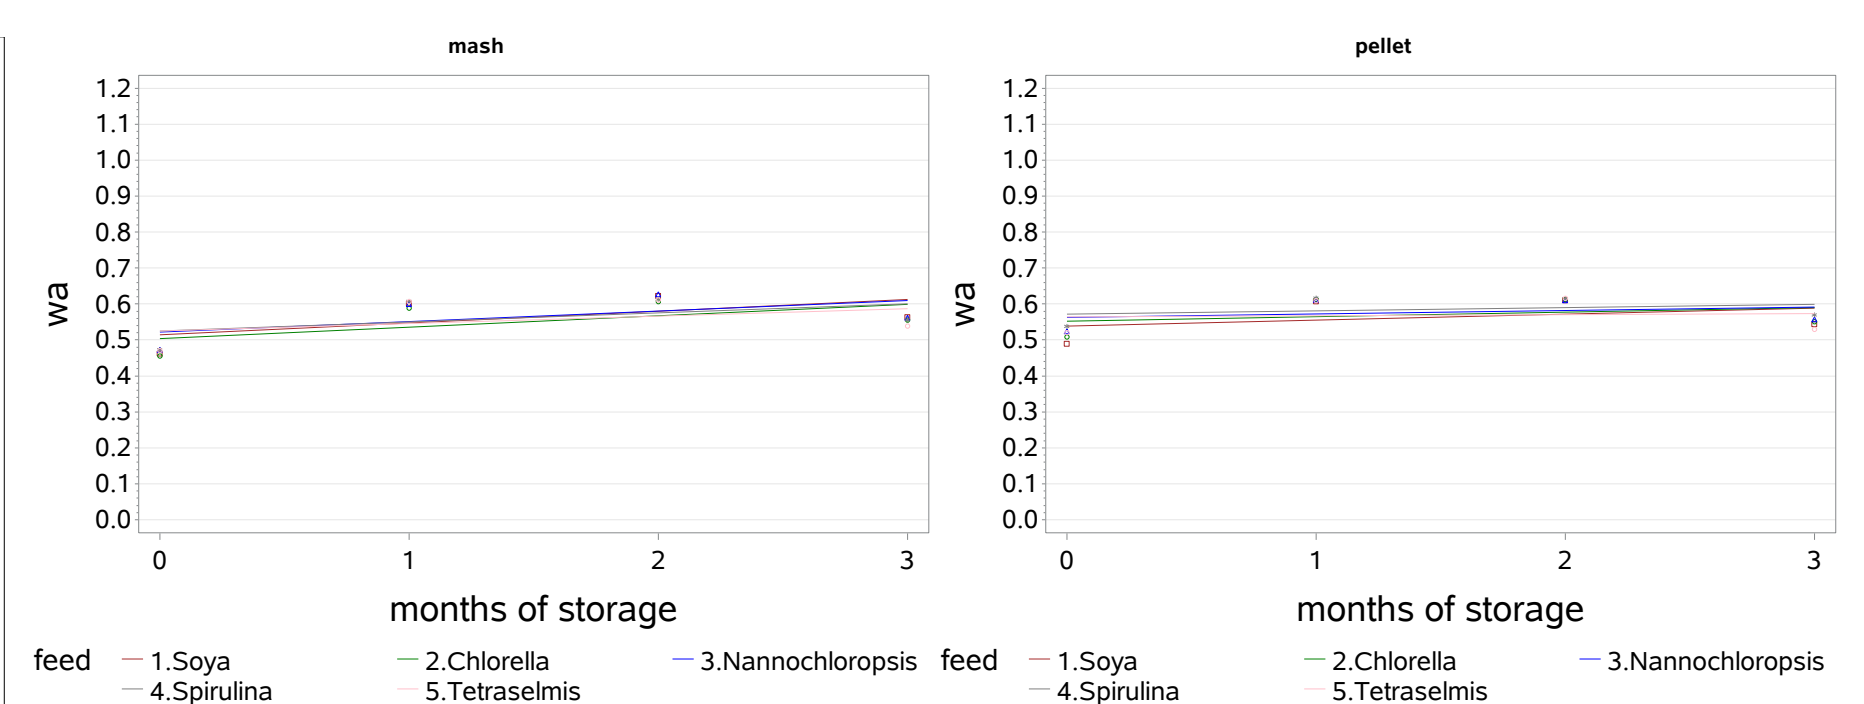 mash
1.2
1.1
1.0
0.9
0.8
0.7
0.6
0.5
0.4
0.3
0.2
0.1
0.0
wa
0 1 2 3
months of storage
feed 1.Soya 2.Chlorella 3.Nannochloropsis
4.Spirulina 5.Tetraselmis
pellet
1.2
1.1
1.0
0.9
0.8
0.7
0.6
0.5
0.4
0.3
0.2
0.1
0.0
wa
0 1 2 3
months of storage
feed 1.Soya 2.Chlorella 3.Nannochloropsis
4.Spirulina 5.Tetraselmis